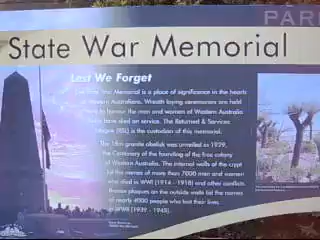 PAR
State War Memorial
Lest We Forget
The State War Memorial is a place of significance in the hearts
of Western Australians. Wreath laying ceremonies are held
to honour the men and women of Western Australia
who have died on service. The Returned & Services
League (RSL) is the custodian of this memorial.
The 18m granite obelisk was unveiled in 1929,
the Centenary of the founding of the free colony
of Western Australia. The internal walls of the crypt
list the names of more than 7000 men and women
who died in WWI (1914 - 1918) and other conflicts.
Bronze plaques on the outside walls list the names
of nearly 4000 people who lost their lives
in WWII (1939 - 1945).